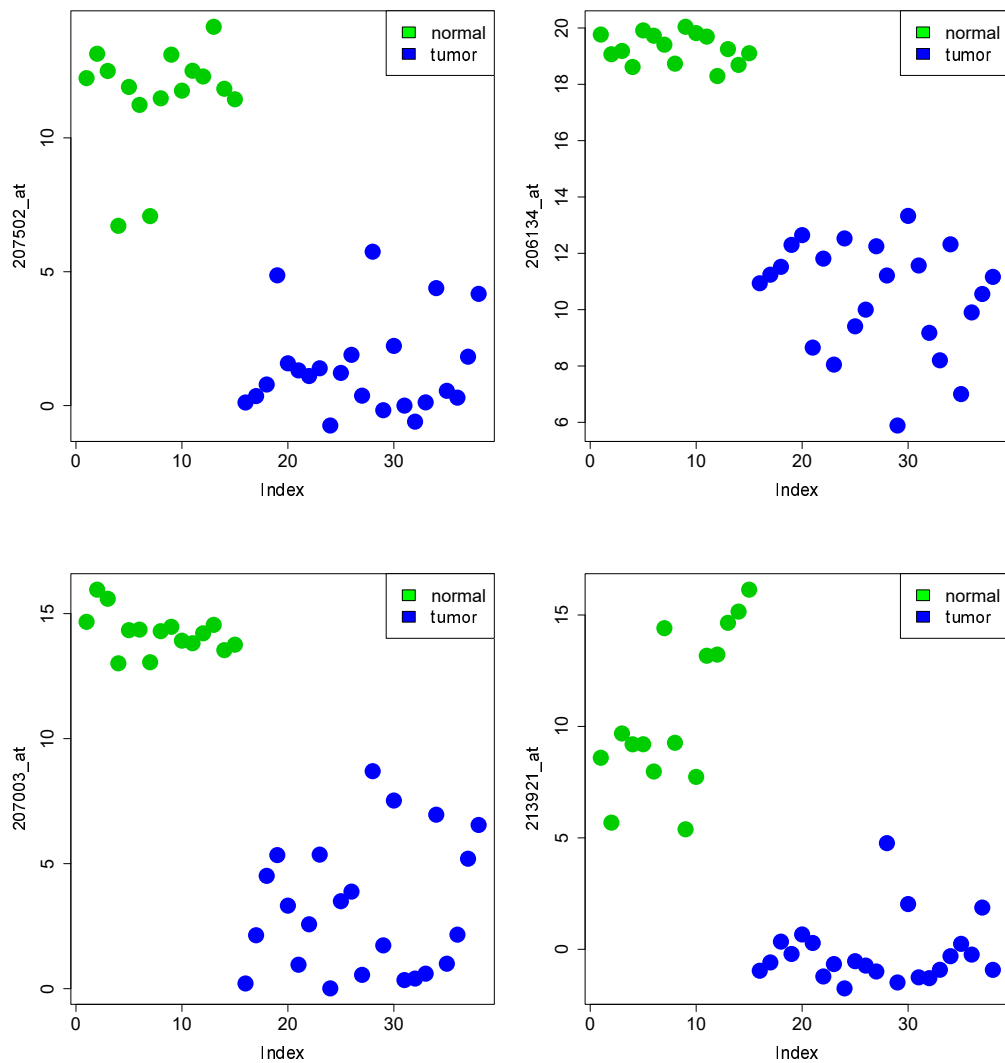 normal
tumor
207502_at
0 5 10
0 10 20 30
Index
normal
tumor
206134_at
6 8 10 12 14 16 18 20
0 10 20 30
Index
normal
tumor
207003_at
0 5 10 15
0 10 20 30
Index
normal
tumor
213921_at
0 5 10 15
0 10 20 30
Index